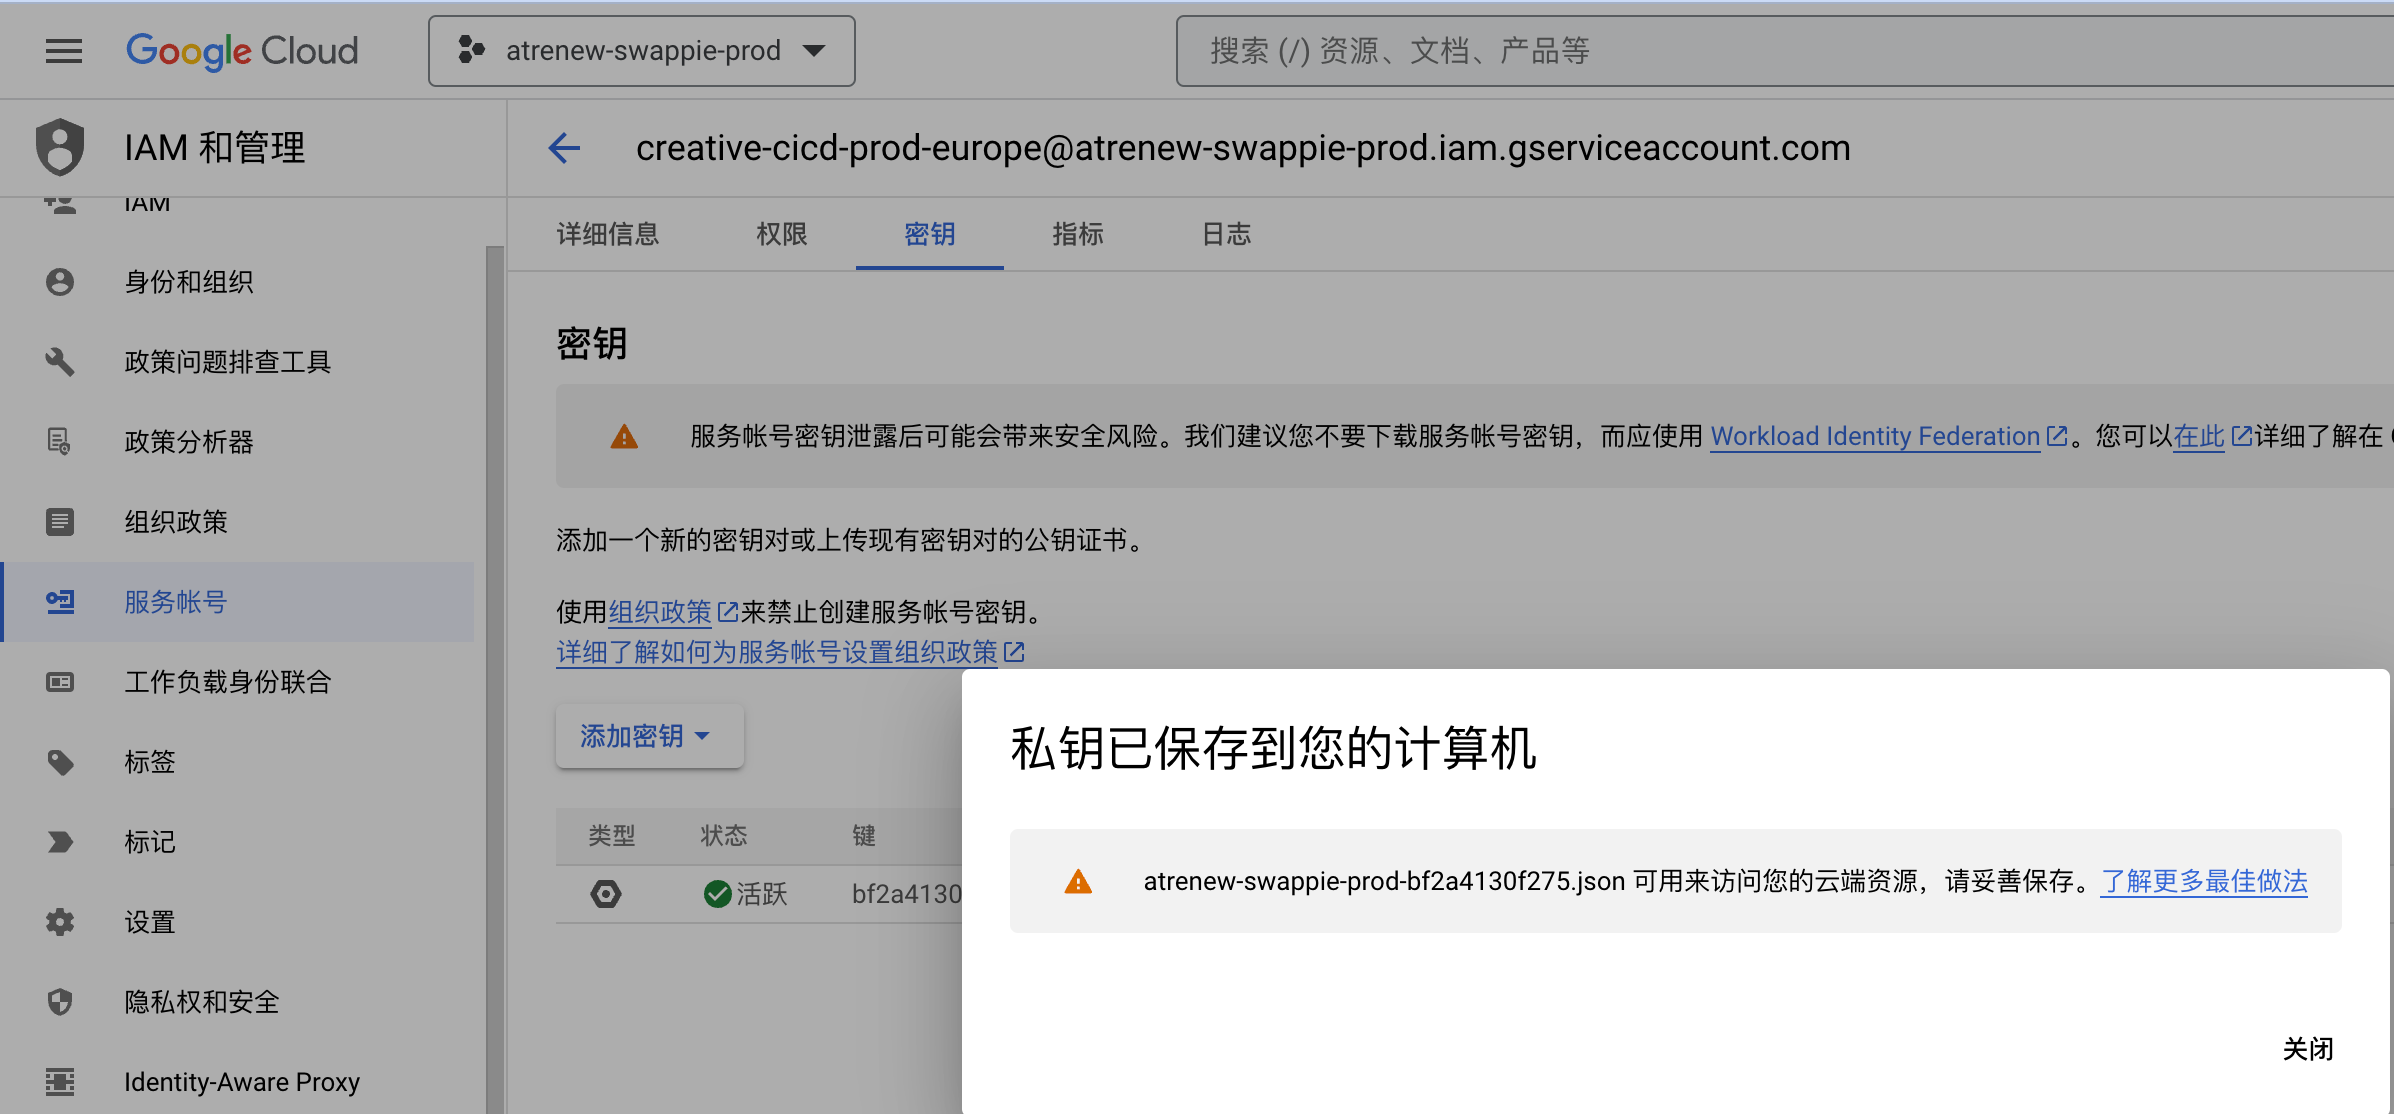 Google Cloud
atrenew-swappie-prod
搜索 (/) 资源、文档、产品等
IAM 和管理
creative-cicd-prod-europe@atrenew-swappie-prod.iam.gserviceaccount.com
IAM
身份和组织
政策问题排查工具
政策分析器
组织政策
服务帐号
工作负载身份联合
标签
标记
设置
隐私权和安全
Identity-Aware Proxy
详细信息
权限
密钥
指标
日志
密钥
服务帐号密钥泄露后可能会带来安全风险。我们建议您不要下载服务帐号密钥，而应使用 Workload Identity Federation 。您可以在此 详细了解在
添加一个新的密钥对或上传现有密钥对的公钥证书。
使用组织政策 来禁止创建服务帐号密钥。
详细了解如何为服务帐号设置组织政策
添加密钥
类型 状态 键
活跃 bf2a4130
私钥已保存到您的计算机
atrenew-swappie-prod-bf2a4130f275.json 可用来访问您的云端资源，请妥善保存。了解更多最佳做法
关闭